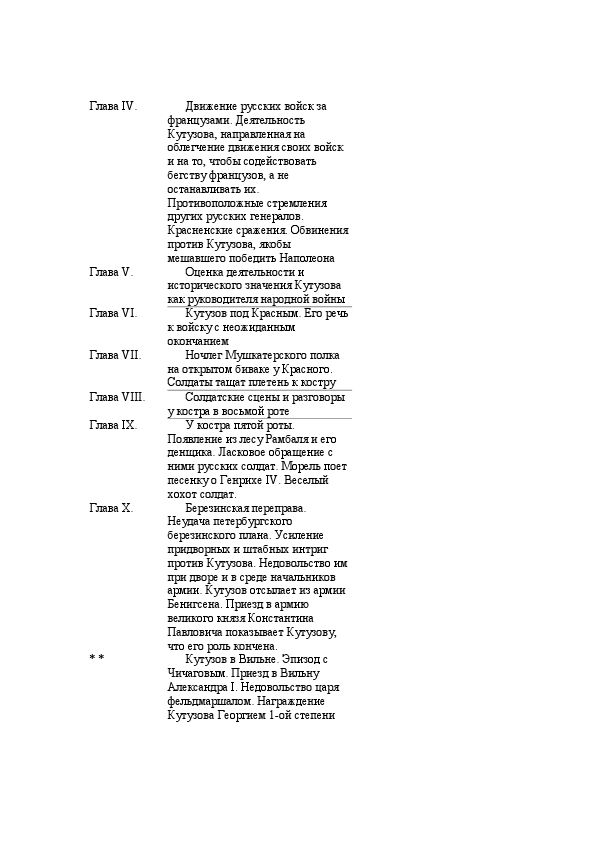 Глава IV. Движение русских войск за
французами. Деятельность
Кутузова, направленная на
облегчение движения своих войск
и на то, чтобы содействовать
бегству французов, а не
останавливать их.
Противоположные стремления
других русских генералов.
Красненские сражения. Обвинения
против Кутузова, якобы
мешавшего победить Наполеона
Глава V. Оценка деятельности и
исторического значения Кутузова
как руководителя народной войны
Глава VI. Кутузов под Красным. Его речь
к войску с неожиданным
окончанием
Глава VII. Ночлег Мушкатерского полка
на открытом биваке у Красного.
Солдаты тащат плетень к костру
Глава VIII. Солдатские сцены и разговоры
у костра в восьмой роте
Глава IX. У костра пятой роты.
Появление из лесу Рамбаля и его
денщика. Ласковое обращение с
ними русских солдат. Морель поет
песенку о Генрихе IV. Веселый
хохот солдат.
Глава X. Березинская переправа.
Неудача петербургского
березинского плана. Усиление
придворных и штабных интриг
против Кутузова. Недовольство им
при дворе и в среде начальников
армии. Кутузов отсылает из армии
Бенигсена. Приезд в армию
великого князя Константина
Павловича показывает Кутузову,
что его роль кончена.
* * Кутузов в Вильне. Эпизод с
Чичаговым. Приезд в Вильну
Александра I. Недовольство царя
фельдмаршалом. Награждение
Кутузова Георгием 1-ой степени